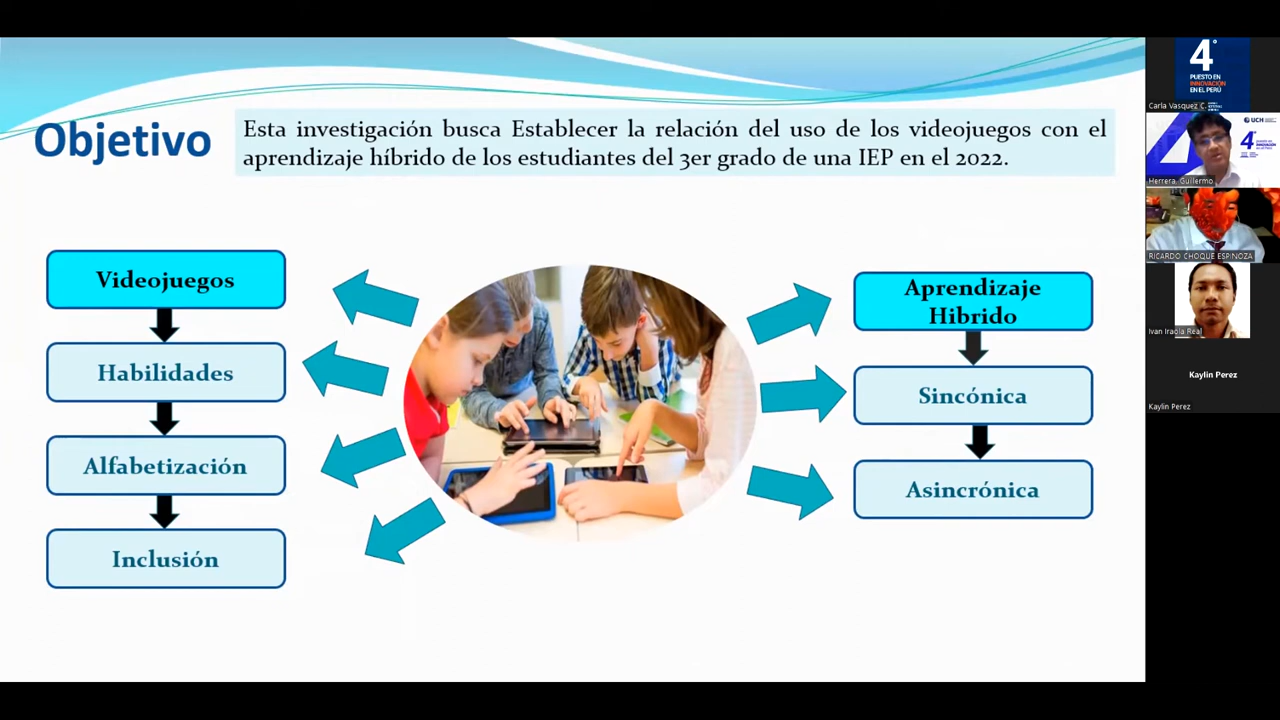 Objetivo
Esta investigación busca Establecer la relación del uso de los videojuegos con el
aprendizaje híbrido de los estudiantes del 3er grado de una IEP en el 2022.
Videojuegos
Habilidades
Alfabetización
Inclusión
Aprendizaje
Hibrido
Sincónica
Asincrónica
4°
PUESTO EN
INNOVACIÓN
EN EL PERÚ
Carla Vasquez C.
UCH
4°
Herrera, Guillermo
RICARDO CHOQUE ESPINOZA
Ivan Iracla Real
Kaylin Perez
Kaylin Perez